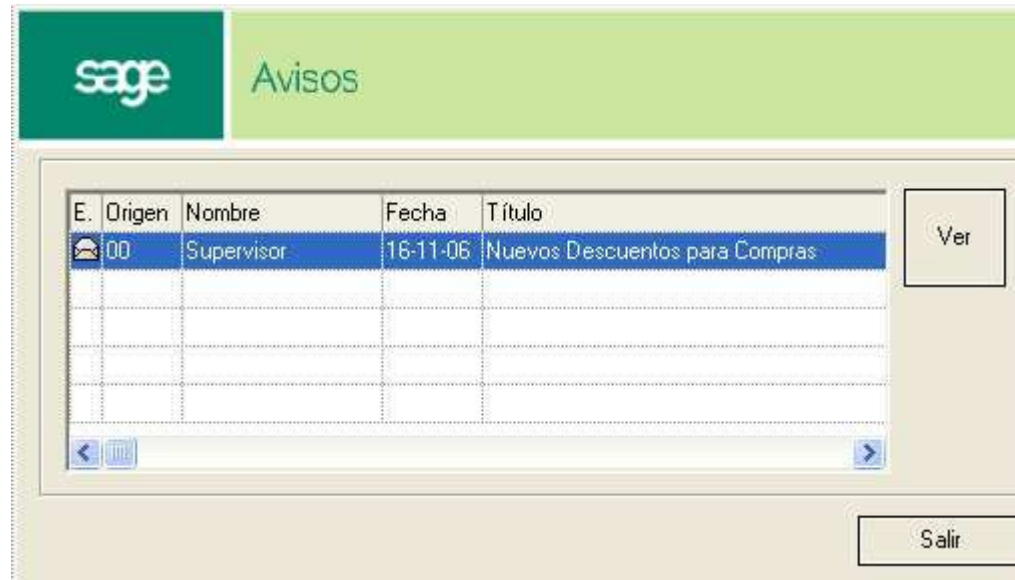 sage
Avisos
E. Origen Nombre Fecha Título
00 Supervisor 16-11-06 Nuevos Descuentos para Compras
Ver
Salir